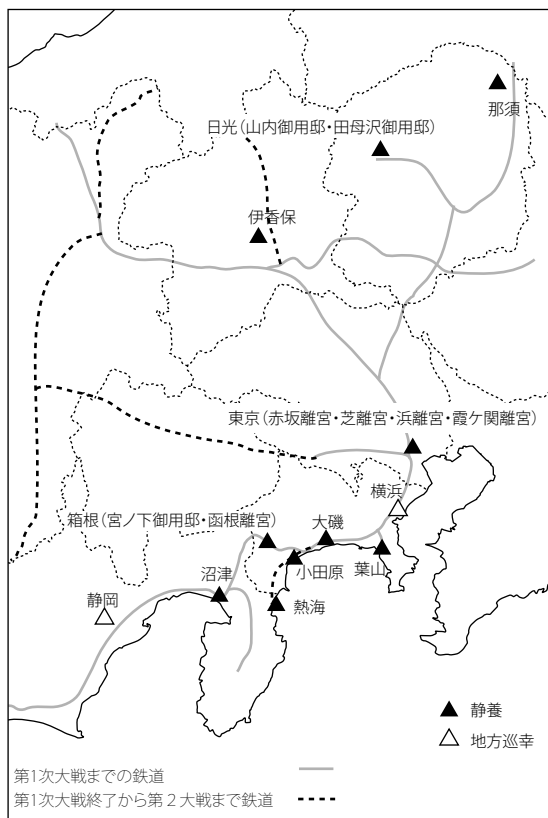 那須
日光（山内御用邸・田母沢御用邸）
伊香保
東京（赤坂離宮・芝離宮・浜離宮・霞ケ関離宮）
横浜
箱根（宮ノ下御用邸・函根離宮）
大磯
小田原
葉山
沼津
熱海
静岡
静養
地方巡幸
第1次大戦までの鉄道
第1次大戦終了から第２大戦まで鉄道